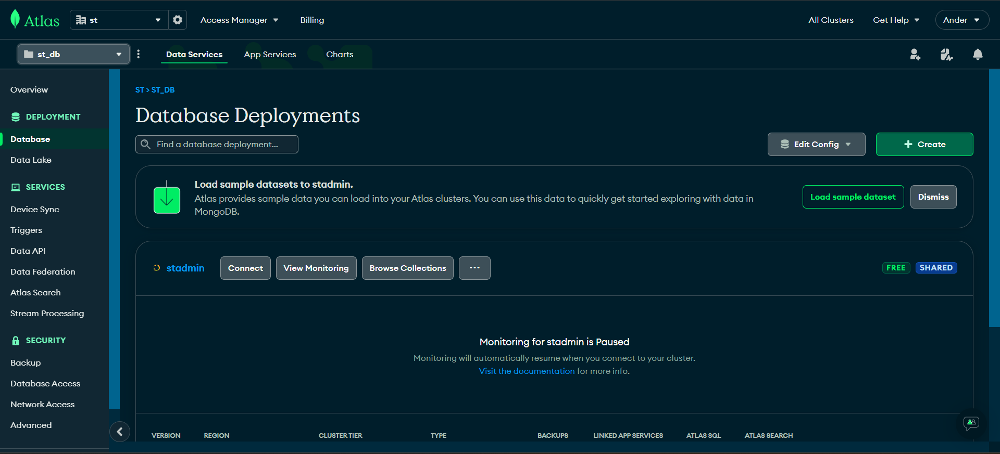 Atlas
st
Access Manager
Billing
All Clusters
Get Help
Ander
st_db
Data Services
App Services
Charts
Overview
DEPLOYMENT
Database
Data Lake
SERVICES
Device Sync
Triggers
Data API
Data Federation
Atlas Search
Stream Processing
SECURITY
Backup
Database Access
Network Access
Advanced
ST > ST_DB
Database Deployments
Find a database deployment...
Edit Config
+ Create
Load sample datasets to stadmin.
Atlas provides sample data you can load into your Atlas clusters. You can use this data to quickly get started exploring with data in
MongoDB.
Load sample dataset
Dismiss
stadmin
Connect
View Monitoring
Browse Collections
...
FREE
SHARED
Monitoring for stadmin is Paused
Monitoring will automatically resume when you connect to your cluster.
Visit the documentation for more info.
VERSION
REGION
CLUSTER TIER
TYPE
BACKUPS
LINKED APP SERVICES
ATLAS SQL
ATLAS SEARCH